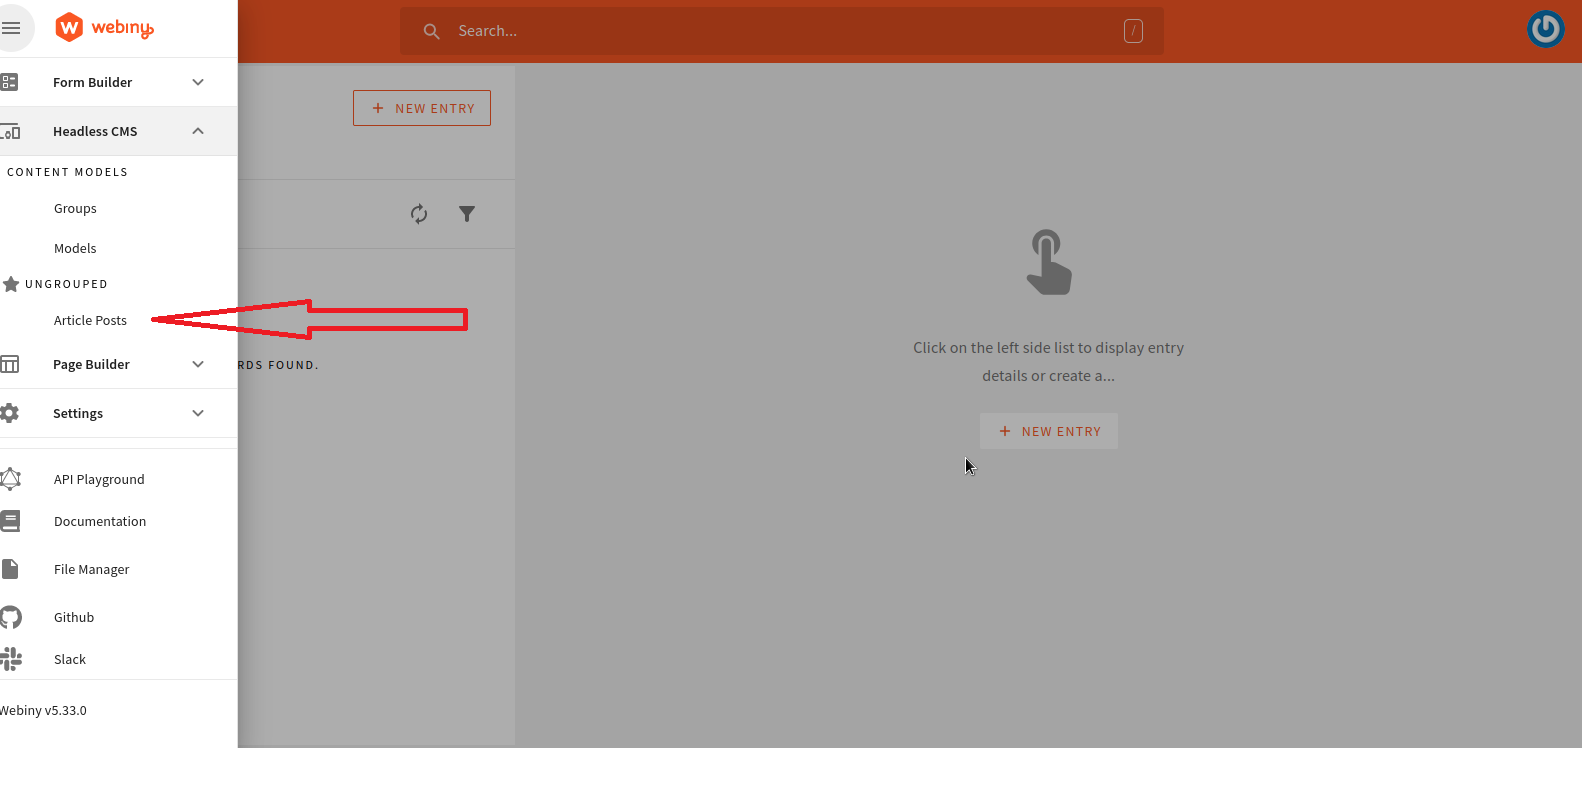 webiny
Search...
/
Form Builder
NEW ENTRY
Headless CMS
CONTENT MODELS
Groups
Models
UNGROUPED
Article Posts
Page Builder
RDS FOUND.
Click on the left side list to display entry
details or create a...
Settings
NEW ENTRY
API Playground
Documentation
File Manager
Github
Slack
Webiny v5.33.0